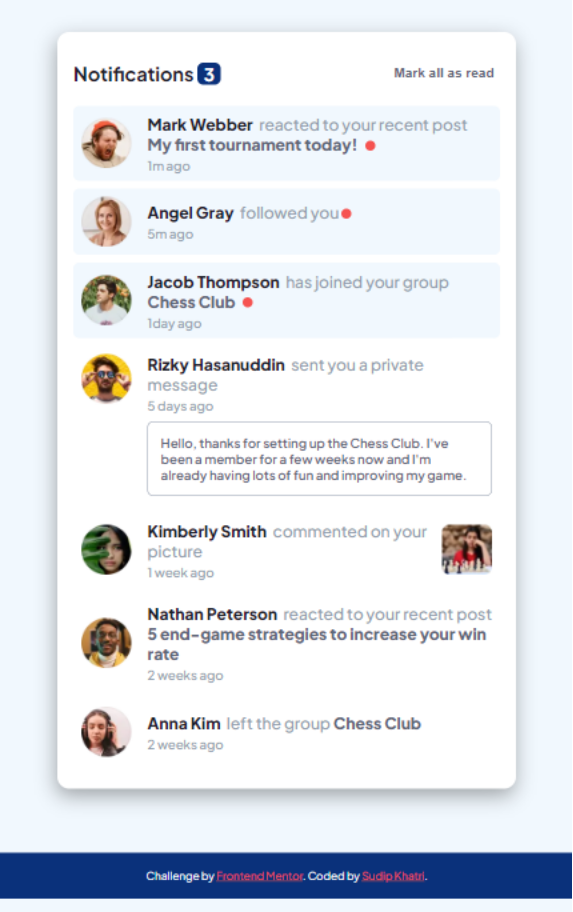 Notifications 3
Mark all as read
Mark Webber reacted to your recent post
My first tournament today!
1m ago
Angel Gray followed you
5m ago
Jacob Thompson has joined your group
Chess Club
1day ago
Rizky Hasanuddin sent you a private
message
5 days ago
Hello, thanks for setting up the Chess Club. I've
been a member for a few weeks now and I'm
already having lots of fun and improving my game.
Kimberly Smith commented on your
picture
1 week ago
Nathan Peterson reacted to your recent post
5 end-game strategies to increase your win
rate
2 weeks ago
Anna Kim left the group Chess Club
2 weeks ago
Challenge by Frontend Mentor. Coded by Sudip Khatri.